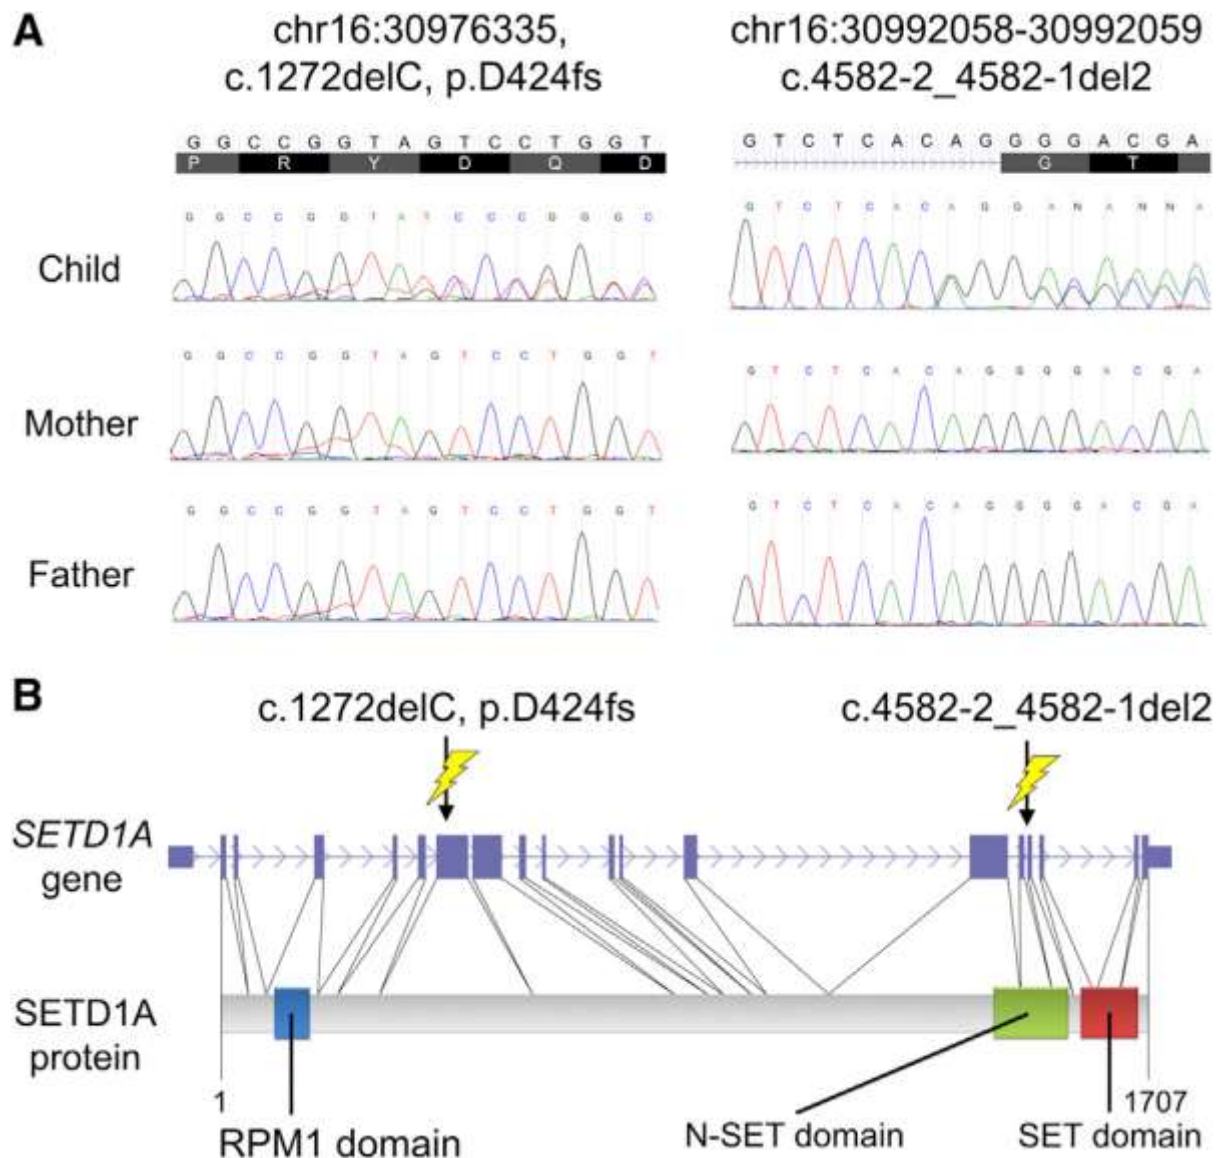 A
chr16:30976335,
c.1272delC, p.D424fs
chr16:30992058-30992059
c.4582-2_4582-1del2
G G C C G G T A G T C C T G G T
P R Y D Q D
G T C T C A C A G G G G A C G A
G T
Child
G G C C G G T A T C C C G G G C
G T C T C A C A G G A N A N N A
Mother
G G C C G G T A G T C C T G G T
G T C T C A C A G G G G A C G A
Father
G G C C G G T A G T C C T G G T
G T C T C A C A G G G G A C G A
B
c.1272delC, p.D424fs
c.4582-2_4582-1del2
SETD1A
gene
SETD1A
protein
1
1707
RPM1 domain
N-SET domain
SET domain